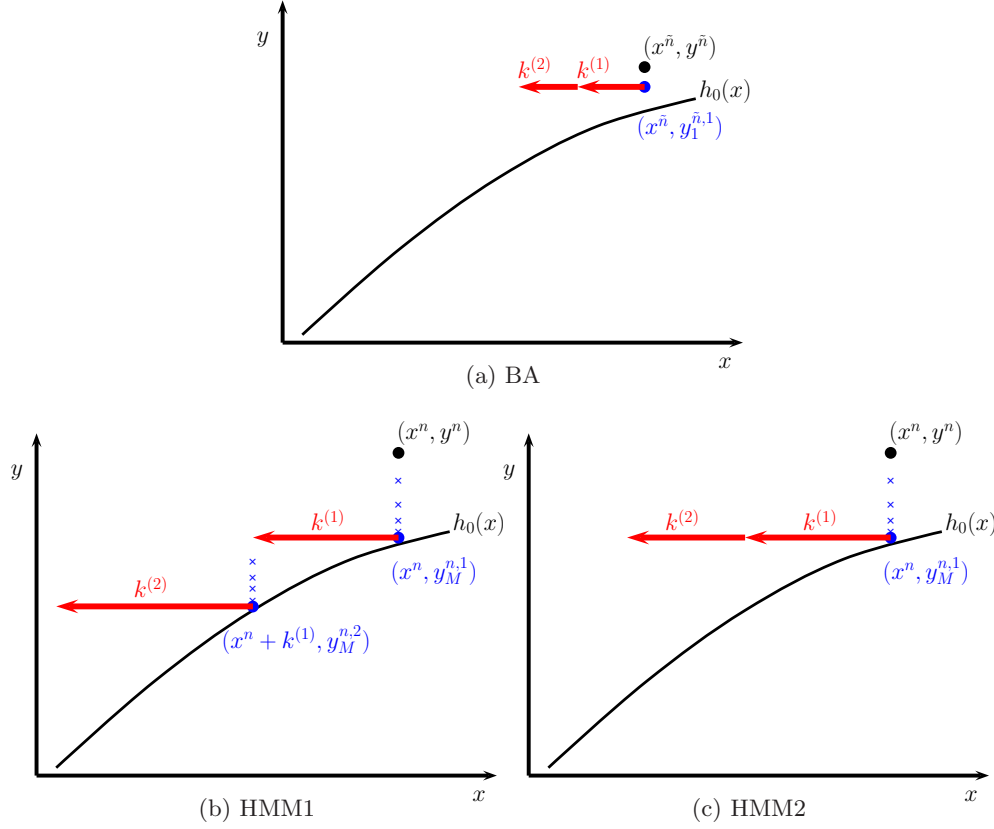 y
(x^ñ, y^ñ)
k^(2) k^(1)
h_0(x)
(x^ñ, y_1^{ñ,1})
x
(a) BA
(x^n, y^n)
y
k^(1)
h_0(x)
(x^n, y_M^{n,1})
k^(2)
(x^n + k^(1), y_M^{n,2})
x
(b) HMM1
(x^n, y^n)
y
k^(2) k^(1)
h_0(x)
(x^n, y_M^{n,1})
x
(c) HMM2